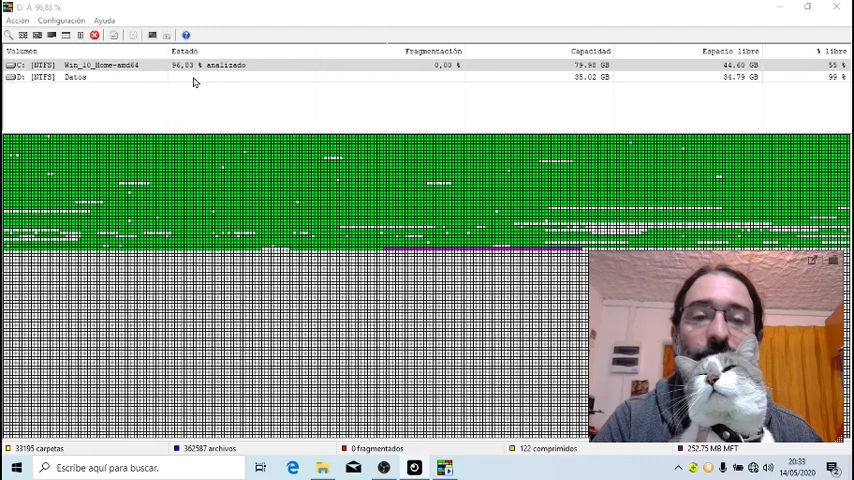 C: A 96,83 %
Acción Configuración Ayuda
Volumen Estado Fragmentación Capacidad Espacio libre % libre
C: [NTFS] Win_10_Home-amd64 96,83 % analizado 0,00 % 79.98 GB 44.60 GB 55 %
D: [NTFS] Datos 35.02 GB 34.79 GB 99 %
33195 carpetas 362587 archivos 0 fragmentados 122 comprimidos 252.75 MB MFT
Escribe aquí para buscar. 20:33
14/05/2020 2